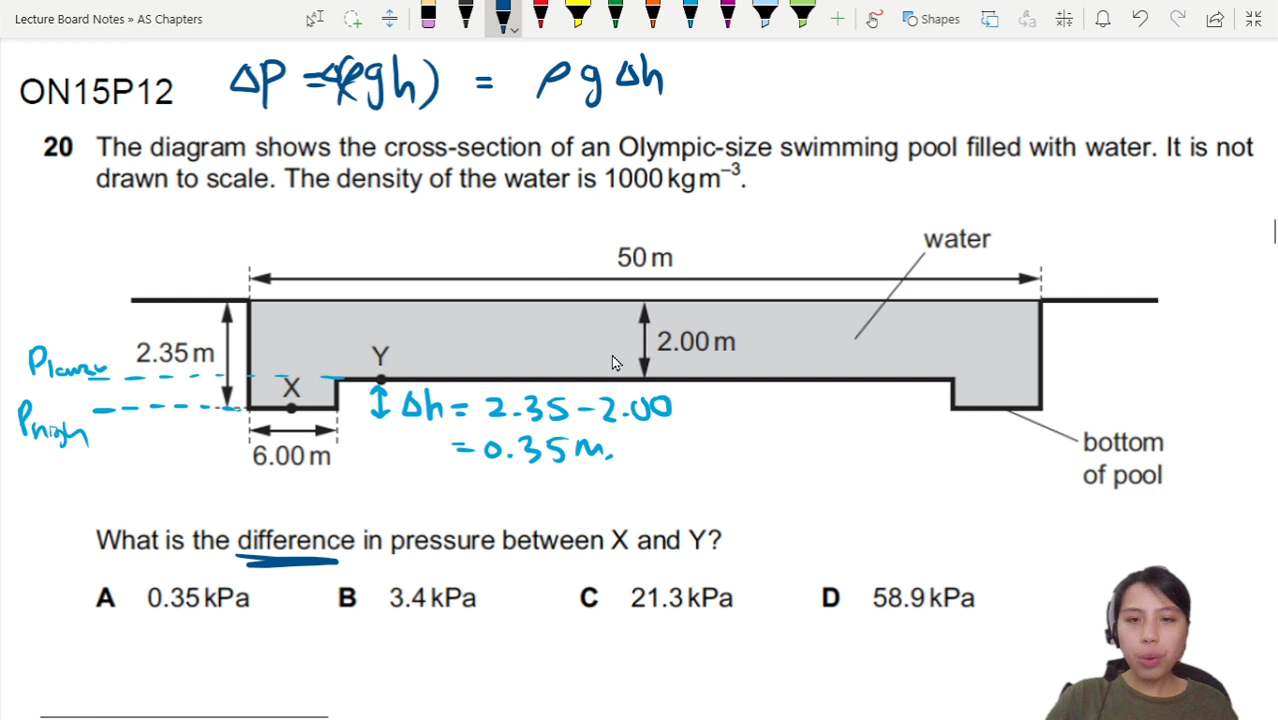 Lecture Board Notes » AS Chapters
Shapes
ΔP = Δ(ρgh) = ρgΔh
ON15P12
20 The diagram shows the cross-section of an Olympic-size swimming pool filled with water. It is not
drawn to scale. The density of the water is 1000 kg m⁻³.
water
50 m
2.35 m
2.00 m
Y
X
P
Phigh
Δh = 2.35 - 2.00
= 0.35 m.
6.00 m
bottom
of pool
What is the difference in pressure between X and Y?
A 0.35 kPa B 3.4 kPa C 21.3 kPa D 58.9 kPa